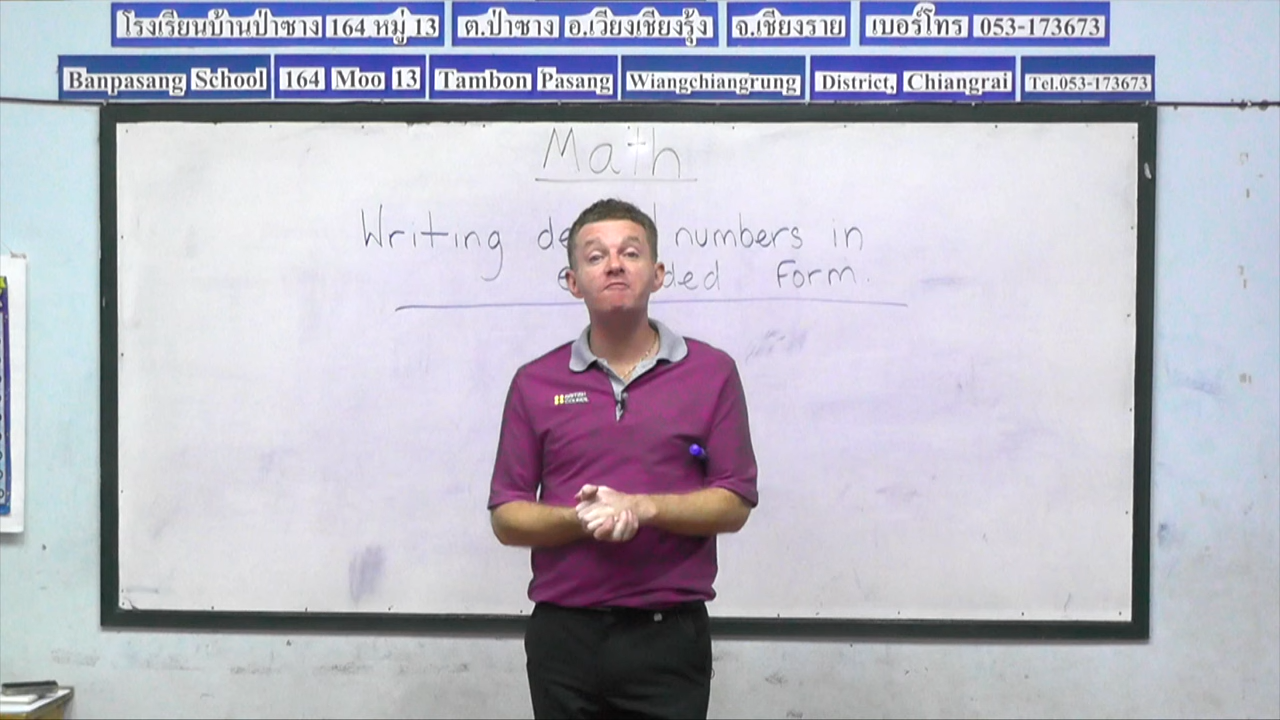 โรงเรียนบ้านป่าซาง 164 หมู่ 13 ต.ป่าซาง อ.เวียงเชียงรุ้ง จ.เชียงราย เบอร์โทร 053-173673
Banpasang School 164 Moo 13 Tambon Pasang Wiangchiangrung District, Chiangrai Tel.053-173673
Math
Writing numbers in
Form.
BRITISH
COUNCIL